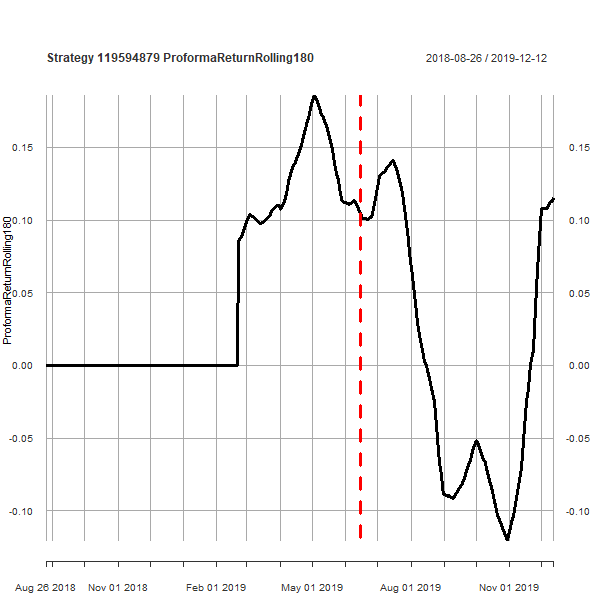 Strategy 119594879 ProformaReturnRolling180 2018-08-26 / 2019-12-12
ProformaReturnRolling180
0.15 0.15
0.10 0.10
0.05 0.05
0.00 0.00
-0.05 -0.05
-0.10 -0.10
Aug 26 2018 Nov 01 2018 Feb 01 2019 May 01 2019 Aug 01 2019 Nov 01 2019